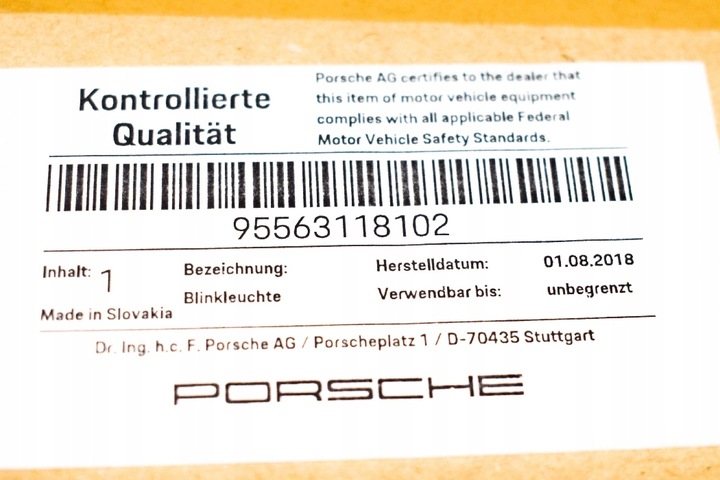 Kontrollierte
Qualität
Porsche AG certifies to the dealer that
this item of motor vehicle equipment
complies with all applicable Federal
Motor Vehicle Safety Standards.
95563118102
Inhalt: 1
Made in Slovakia
Bezeichnung:
Blinkleuchte
Herstelldatum: 01.08.2018
Verwendbar bis: unbegrenzt
Dr. Ing. h.c. F. Porsche AG / Porscheplatz 1 / D-70435 Stuttgart
PORSCHE